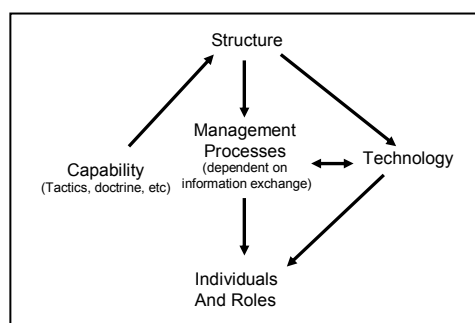 Structure
Management
Processes
(dependent on
information exchange)
Capability
(Tactics, doctrine, etc)
Technology
Individuals
And Roles